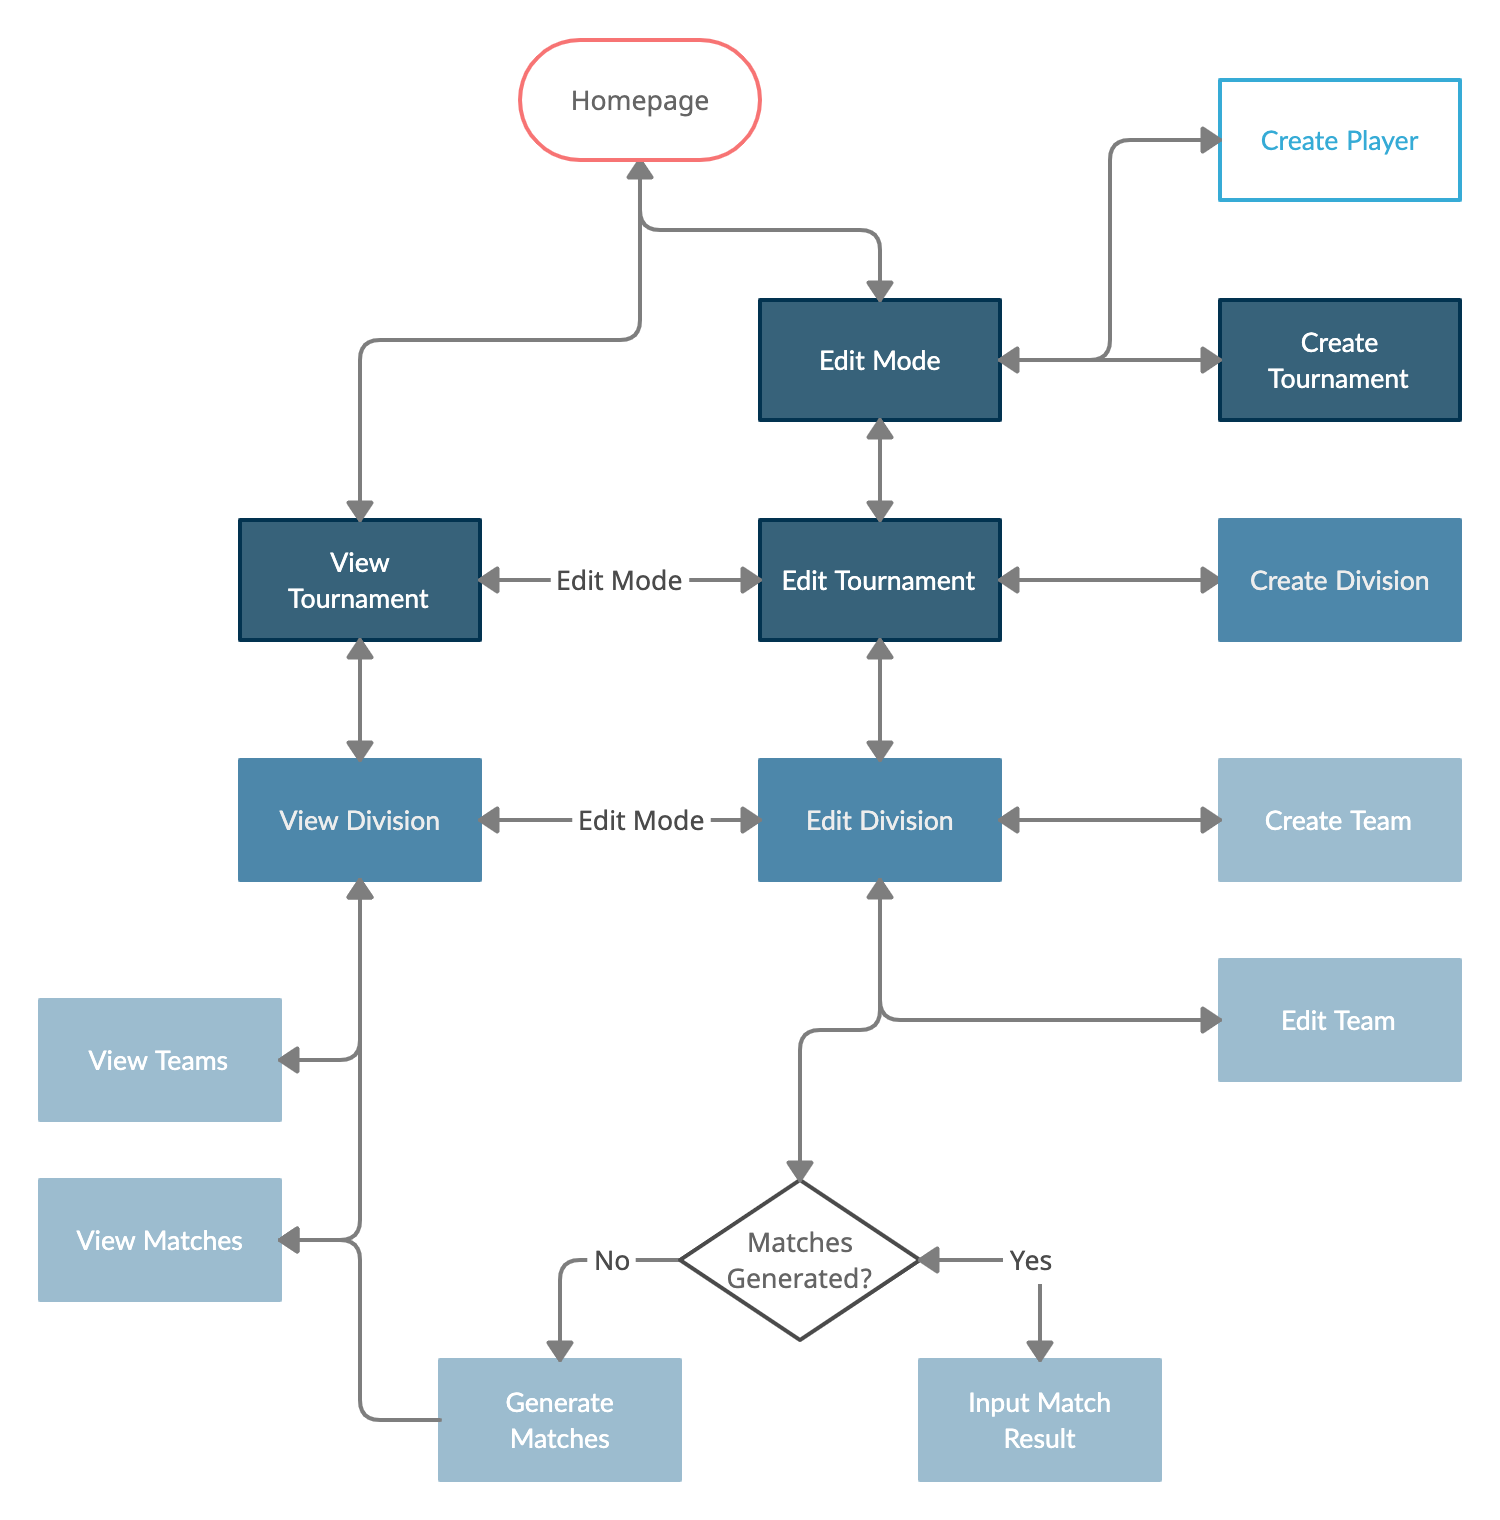 Homepage
Create Player
Edit Mode
Create
Tournament
View
Tournament
Edit Mode
Edit Tournament
Create Division
View Division
Edit Mode
Edit Division
Create Team
Edit Team
View Teams
View Matches
Matches
Generated?
No
Yes
Generate
Matches
Input Match
Result